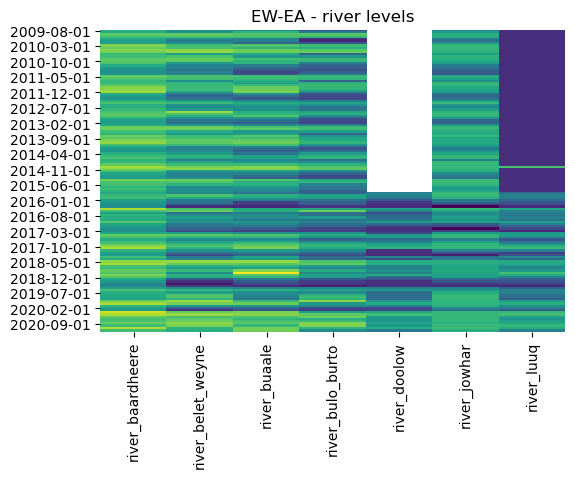 EW-EA - river levels
2009-08-01
2010-03-01
2010-10-01
2011-05-01
2011-12-01
2012-07-01
2013-02-01
2013-09-01
2014-04-01
2014-11-01
2015-06-01
2016-01-01
2016-08-01
2017-03-01
2017-10-01
2018-05-01
2018-12-01
2019-07-01
2020-02-01
2020-09-01
river_baardheere
river_belet_weyne
river_buaale
river_bulo_burto
river_doolow
river_jowhar
river_luuq